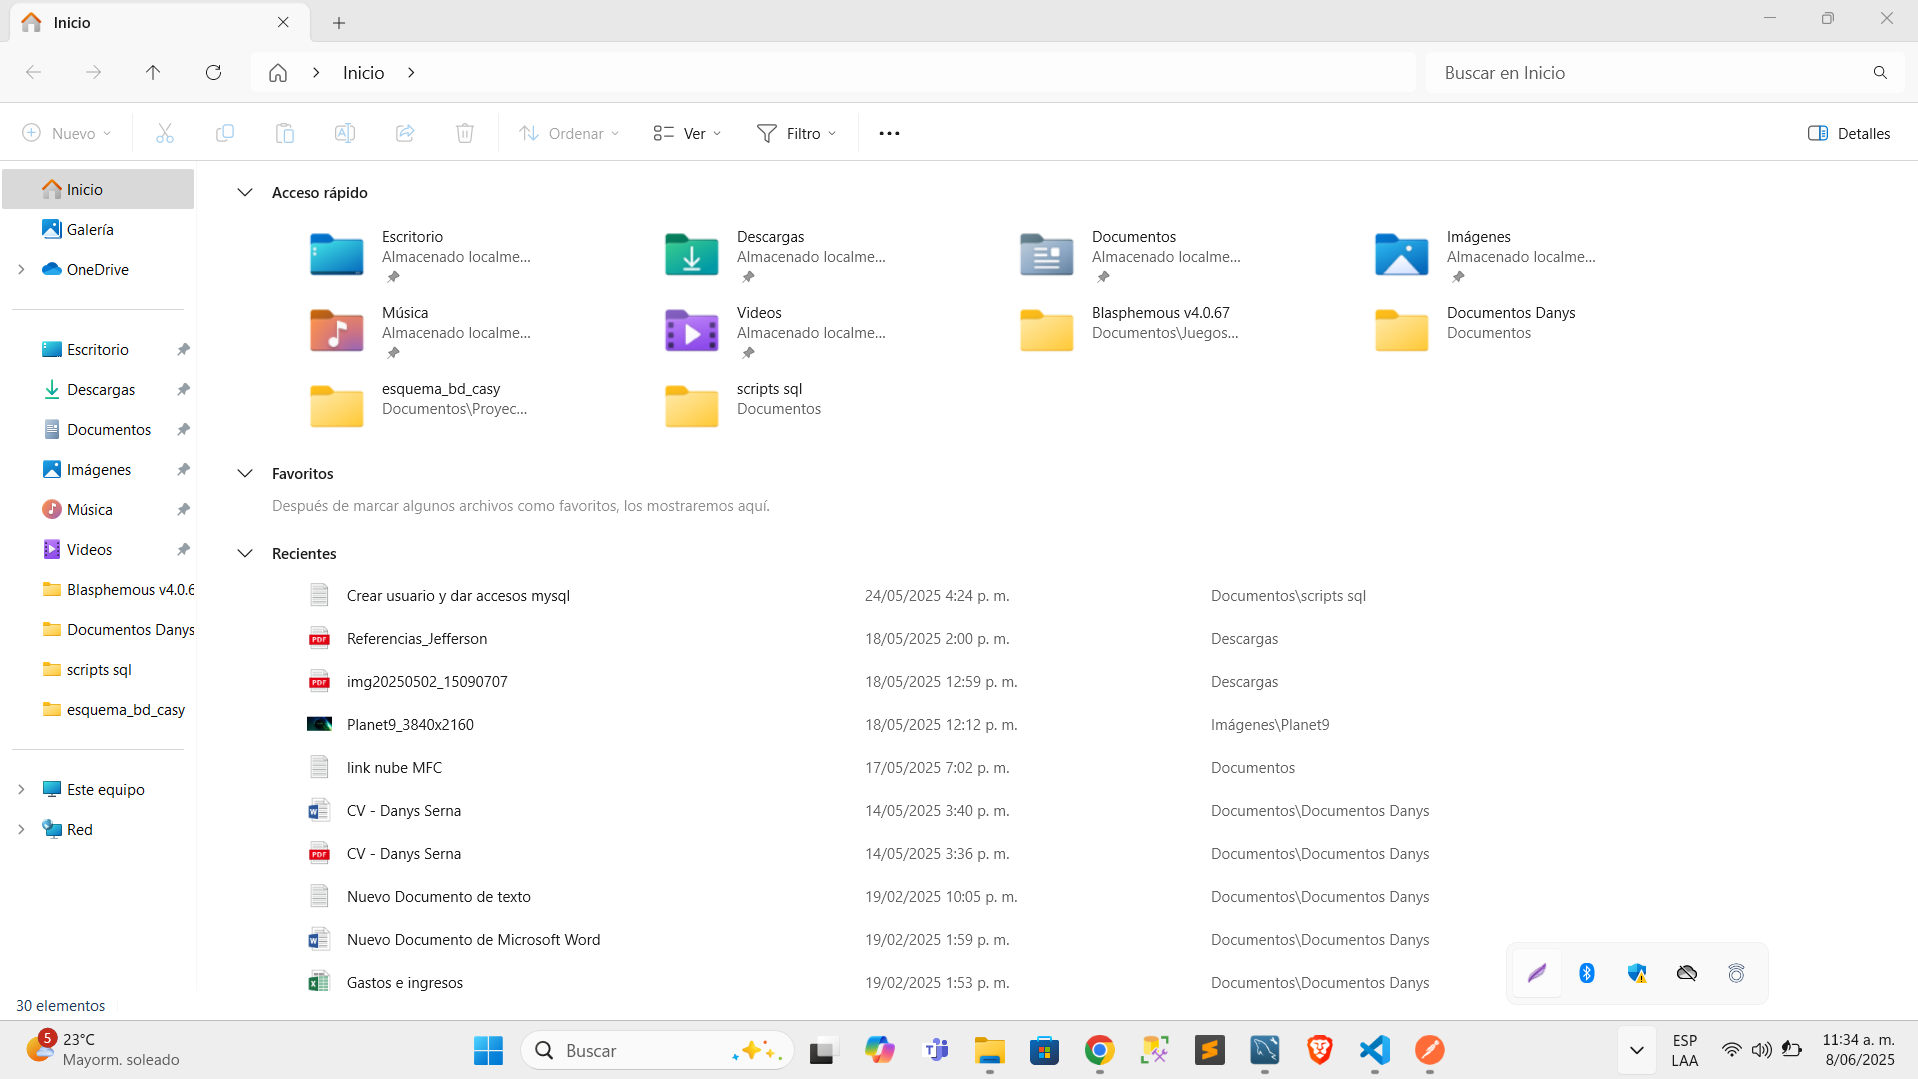 Inicio
Inicio
Buscar en Inicio
Nuevo
Ordenar
Ver
Filtro
Detalles
Inicio
Galería
OneDrive
Escritorio
Descargas
Documentos
Imágenes
Música
Videos
Blasphemous v4.0.6
Documentos Danys
scripts sql
esquema_bd_casy
Este equipo
Red
Acceso rápido
Escritorio
Almacenado localme...
Descargas
Almacenado localme...
Documentos
Almacenado localme...
Imágenes
Almacenado localme...
Música
Almacenado localme...
Videos
Almacenado localme...
Blasphemous v4.0.67
Documentos\Juegos...
Documentos Danys
Documentos
esquema_bd_casy
Documentos\Proyec...
scripts sql
Documentos
Favoritos
Después de marcar algunos archivos como favoritos, los mostraremos aquí.
Recientes
Crear usuario y dar accesos mysql 24/05/2025 4:24 p. m. Documentos\scripts sql
PDF Referencias_Jefferson 18/05/2025 2:00 p. m. Descargas
PDF img20250502_15090707 18/05/2025 12:59 p. m. Descargas
Planet9_3840x2160 18/05/2025 12:12 p. m. Imágenes\Planet9
link nube MFC 17/05/2025 7:02 p. m. Documentos
CV - Danys Serna 14/05/2025 3:40 p. m. Documentos\Documentos Danys
PDF CV - Danys Serna 14/05/2025 3:36 p. m. Documentos\Documentos Danys
Nuevo Documento de texto 19/02/2025 10:05 p. m. Documentos\Documentos Danys
Nuevo Documento de Microsoft Word 19/02/2025 1:59 p. m. Documentos\Documentos Danys
Gastos e ingresos 19/02/2025 1:53 p. m. Documentos\Documentos Danys
30 elementos
5
23°C
Mayorm. soleado
Buscar
ESP
LAA
11:34 a. m.
8/06/2025